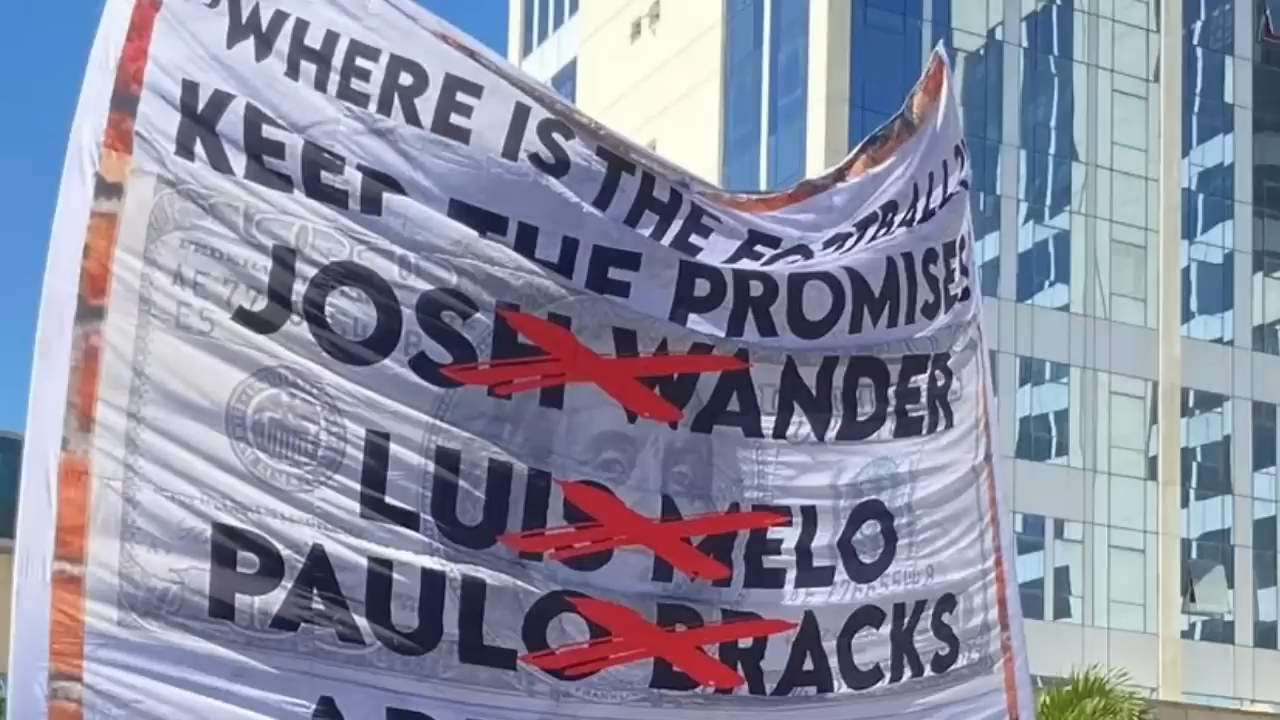 "WHERE IS THE FOOTBALL?
KEEP THE PROMISES
JOSH WANDER
LUIS MELO
PAULO BRACKS